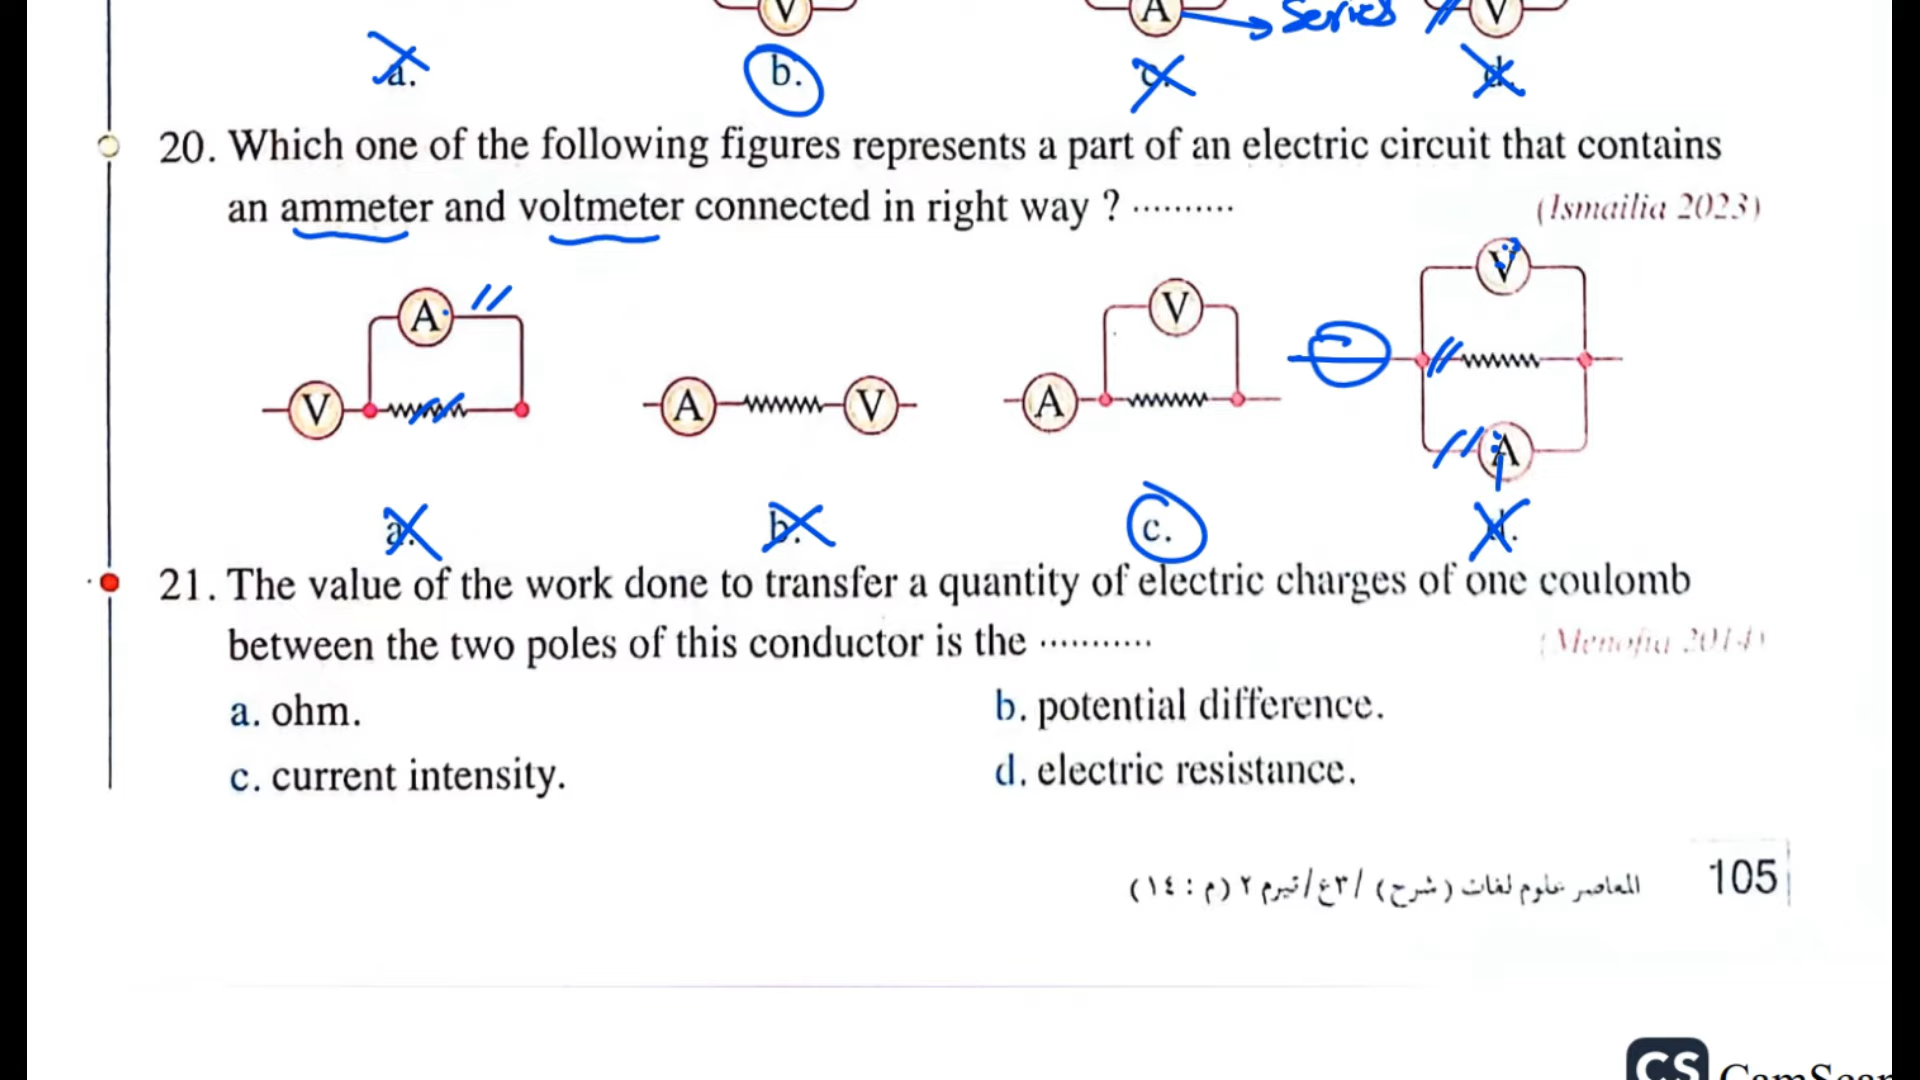 V A Series V
a. b. c. d.
20. Which one of the following figures represents a part of an electric circuit that contains
an ammeter and voltmeter connected in right way ? ..........
(Ismailia 2023)
V A A V A V V A
a. b. c. d.
21. The value of the work done to transfer a quantity of electric charges of one coulomb
between the two poles of this conductor is the ...........
(Menofia 2014)
a. ohm.
b. potential difference.
c. current intensity.
d. electric resistance.
المعاصر علوم لغات (شرح) /٣ع/تيرم ٢ (م : ١٤)
105
CS